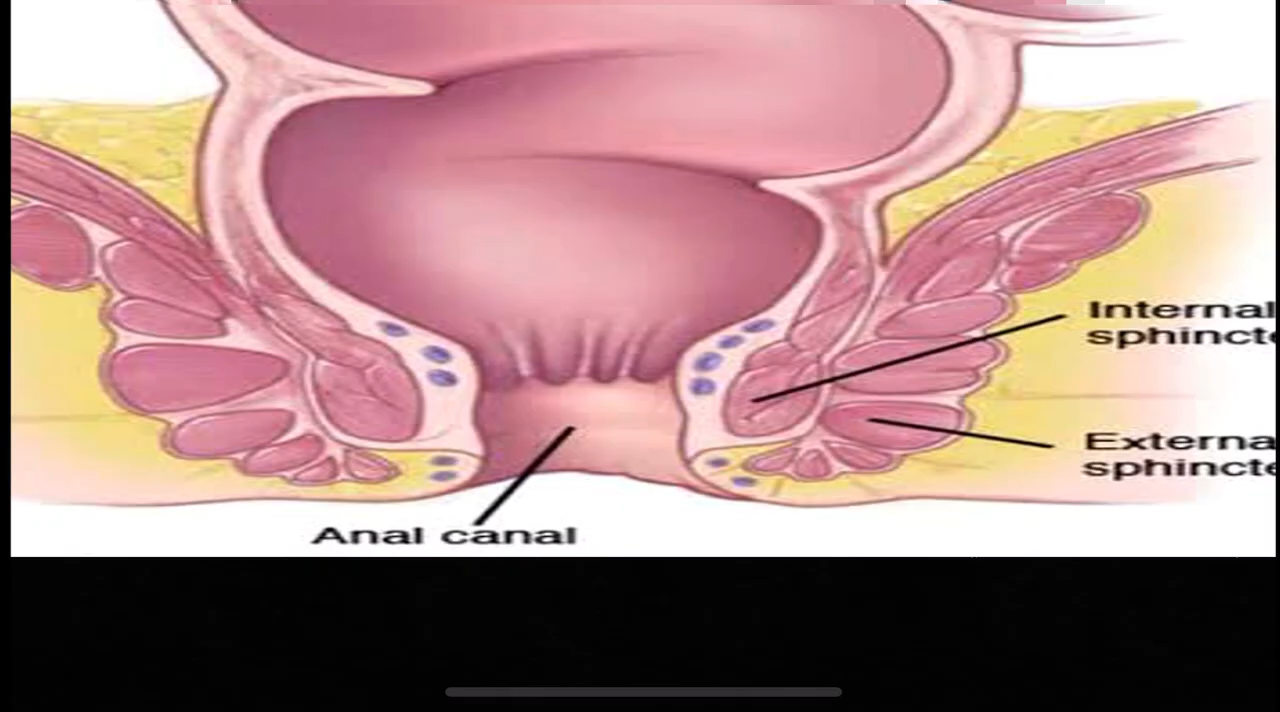 Internal
sphincte
Externa
sphincte
Anal canal